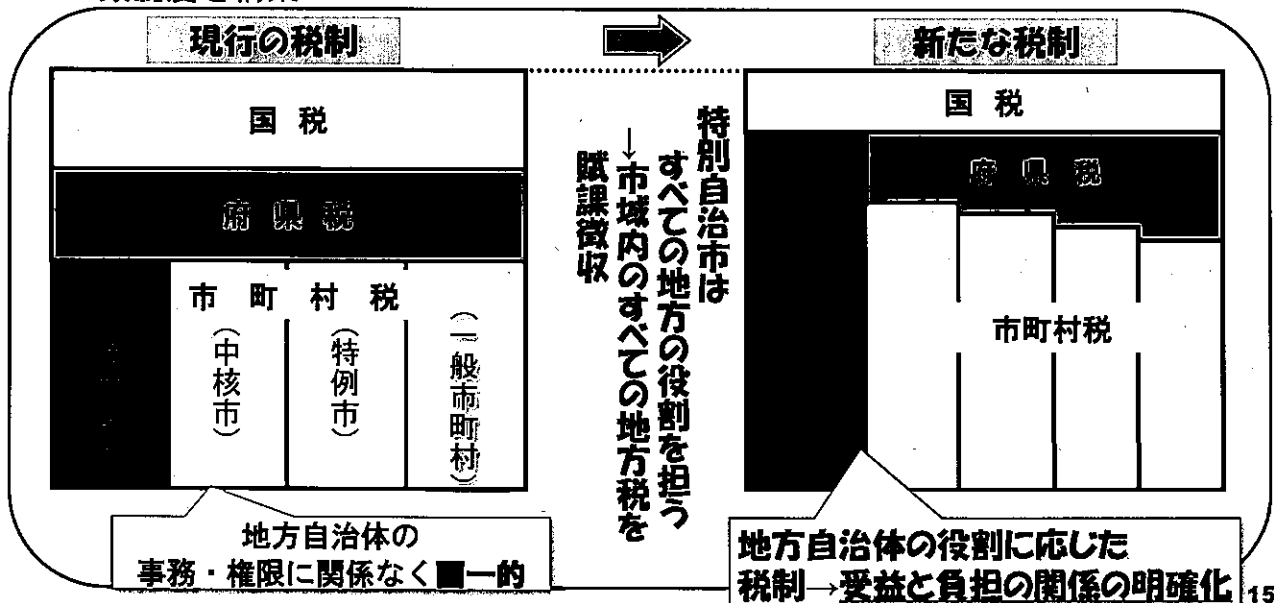 現行の税制
新たな税制
国税
府県税
市町村税
（中核市）
（特例市）
（一般市町村）
地方自治体の
事務・権限に関係なく■一的
特別自治市は
すべての地方の役割を担う
→市域内のすべての地方税を
賦課徴収
国税
府県税
市町村税
地方自治体の役割に応じた
税制→受益と負担の関係の明確化
15